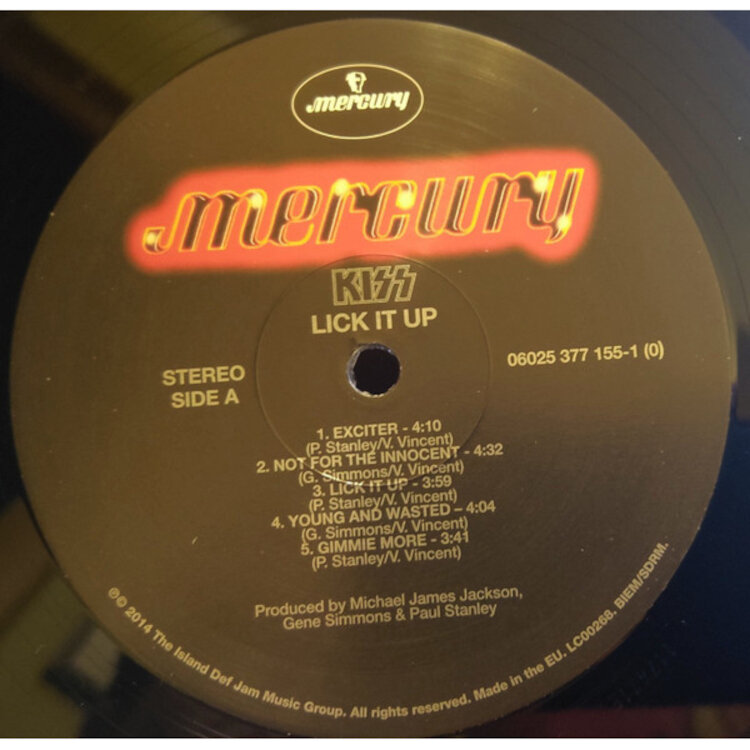 mercury
mercury
KISS
LICK IT UP
STEREO
SIDE A
06025 377 155-1 (0)
1. EXCITER - 4:10
(P. Stanley/V. Vincent)
2. NOT FOR THE INNOCENT - 4:32
(G. Simmons/V. Vincent)
3. LICK IT UP - 3:59
(P. Stanley/V. Vincent)
4. YOUNG AND WASTED – 4:04
(G. Simmons/V. Vincent)
5. GIMMIE MORE - 3:41
(P. Stanley/V. Vincent)
Produced by Michael James Jackson,
Gene Simmons & Paul Stanley
℗© 2014 The Island Def Jam Music Group. All rights reserved. Made in the EU. LC00268. BIEM/SDRM.